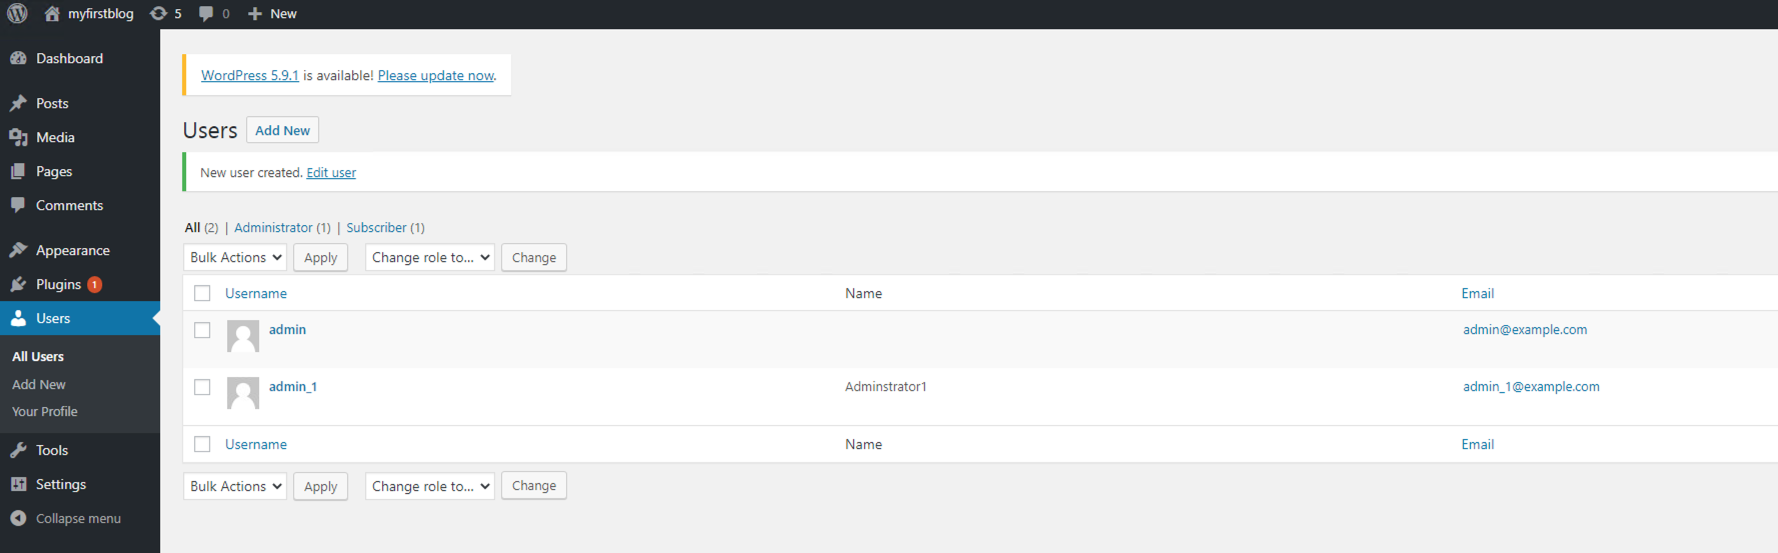 myfirstblog 5 0 New
Dashboard
Posts
Media
Pages
Comments
Appearance
Plugins 1
Users
All Users
Add New
Your Profile
Tools
Settings
Collapse menu
WordPress 5.9.1 is available! Please update now.
Users Add New
New user created. Edit user
All (2) | Administrator (1) | Subscriber (1)
Bulk Actions Apply Change role to... Change
Username Name Email
admin admin@example.com
admin_1 Adminstrator1 admin_1@example.com
Username Name Email
Bulk Actions Apply Change role to... Change